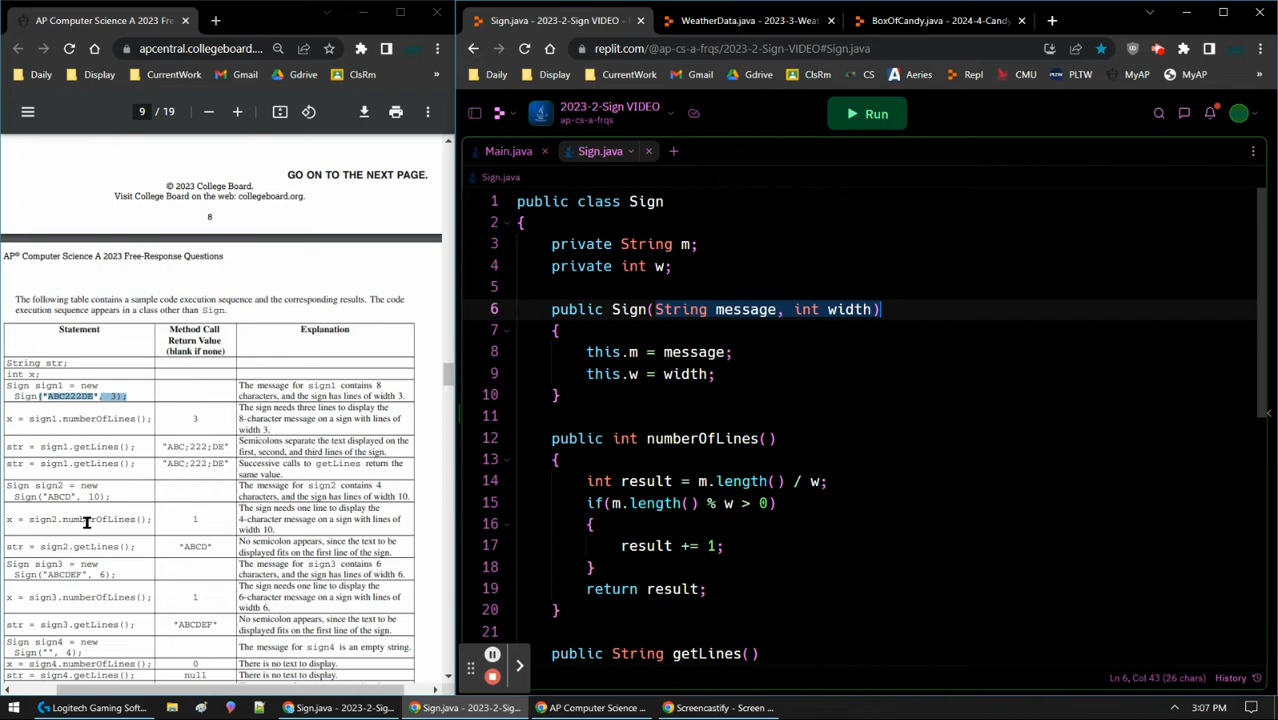 AP Computer Science A 2023 Fre
Sign.java - 2023-2-Sign VIDEO
WeatherData.java - 2023-3-Weat
BoxOfCandy.java - 2024-4-Candy
apcentral.collegeboard....
replit.com/@ap-cs-a-frqs/2023-2-Sign-VIDEO#Sign.java
Daily
Display
CurrentWork
Gmail
Gdrive
ClsRm
»
Daily
Display
CurrentWork
Gmail
Gdrive
ClsRm
CS
Aeries
Repl
CMU
PLTW
MyAP
MyAP
»
9 / 19
2023-2-Sign VIDEO
ap-cs-a-frqs
Run
Main.java
Sign.java
Sign.java
GO ON TO THE NEXT PAGE.
© 2023 College Board.
Visit College Board on the web: collegeboard.org.
8
AP® Computer Science A 2023 Free-Response Questions
The following table contains a sample code execution sequence and the corresponding results. The code
execution sequence appears in a class other than Sign.
Statement
Method Call
Return Value
(blank if none)
Explanation
String str;
int x;
Sign sign1 = new
Sign("ABC222DE", 3);
The message for sign1 contains 8
characters, and the sign has lines of width 3.
x = sign1.numberOfLines();
3
The sign needs three lines to display the
8-character message on a sign with lines of
width 3.
str = sign1.getLines();
"ABC;222;DE"
Semicolons separate the text displayed on the
first, second, and third lines of the sign.
str = sign1.getLines();
"ABC;222;DE"
Successive calls to getLines return the
same value.
Sign sign2 = new
Sign("ABCD", 10);
The message for sign2 contains 4
characters, and the sign has lines of width 10.
x = sign2.numberOfLines();
1
The sign needs one line to display the
4-character message on a sign with lines of
width 10.
str = sign2.getLines();
"ABCD"
No semicolon appears, since the text to be
displayed fits on the first line of the sign.
Sign sign3 = new
Sign("ABCDEF", 6);
The message for sign3 contains 6
characters, and the sign has lines of width 6.
x = sign3.numberOfLines();
1
The sign needs one line to display the
6-character message on a sign with lines of
width 6.
str = sign3.getLines();
"ABCDEF"
No semicolon appears, since the text to be
displayed fits on the first line of the sign.
Sign sign4 = new
Sign("", 4);
The message for sign4 is an empty string.
x = sign4.numberOfLines();
0
There is no text to display.
str = sign4.getLines();
null
There is no text to display.
1 public class Sign
2 {
3 private String m;
4 private int w;
5
6 public Sign(String message, int width)
7 {
8 this.m = message;
9 this.w = width;
10 }
11
12 public int numberOfLines()
13 {
14 int result = m.length() / w;
15 if(m.length() % w > 0)
16 {
17 result += 1;
18 }
19 return result;
20 }
21
public String getLines()
Ln 6, Col 43 (26 chars)
History
Logitech Gaming Soft...
Sign.java - 2023-2-Si...
Sign.java - 2023-2-Sig...
AP Computer Science ...
Screencastify - Screen ...
3:07 PM